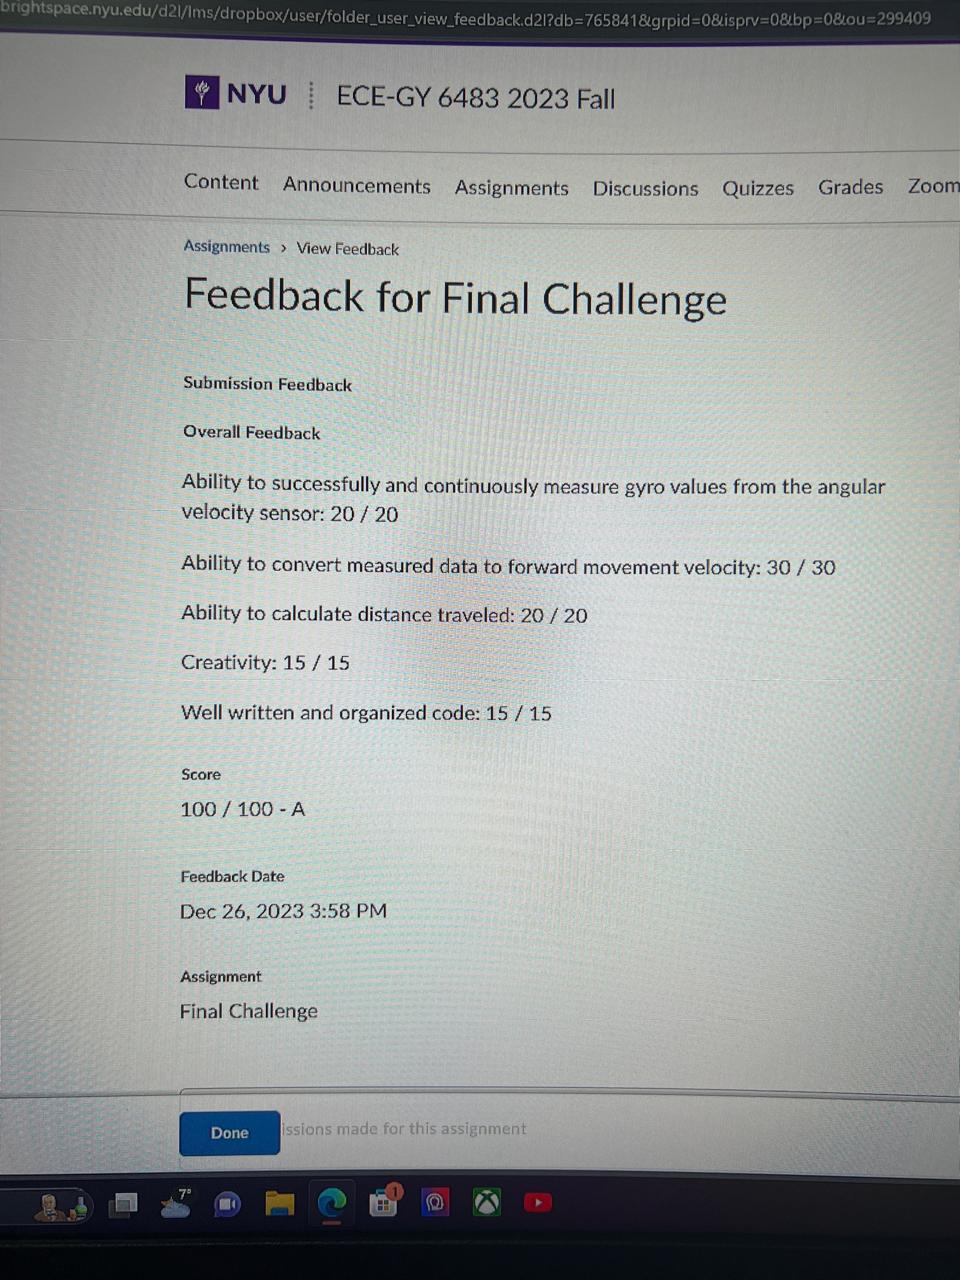 brightspace.nyu.edu/d2l/lms/dropbox/user/folder_user_view_feedback.d2l?db=765841&grpid=0&isprv=0&bp=0&ou=299409
NYU ECE-GY 6483 2023 Fall
Content Announcements Assignments Discussions Quizzes Grades Zoom
Assignments > View Feedback
Feedback for Final Challenge
Submission Feedback
Overall Feedback
Ability to successfully and continuously measure gyro values from the angular
velocity sensor: 20 / 20
Ability to convert measured data to forward movement velocity: 30 / 30
Ability to calculate distance traveled: 20 / 20
Creativity: 15 / 15
Well written and organized code: 15 / 15
Score
100 / 100 - A
Feedback Date
Dec 26, 2023 3:58 PM
Assignment
Final Challenge
Done issions made for this assignment
7°
1